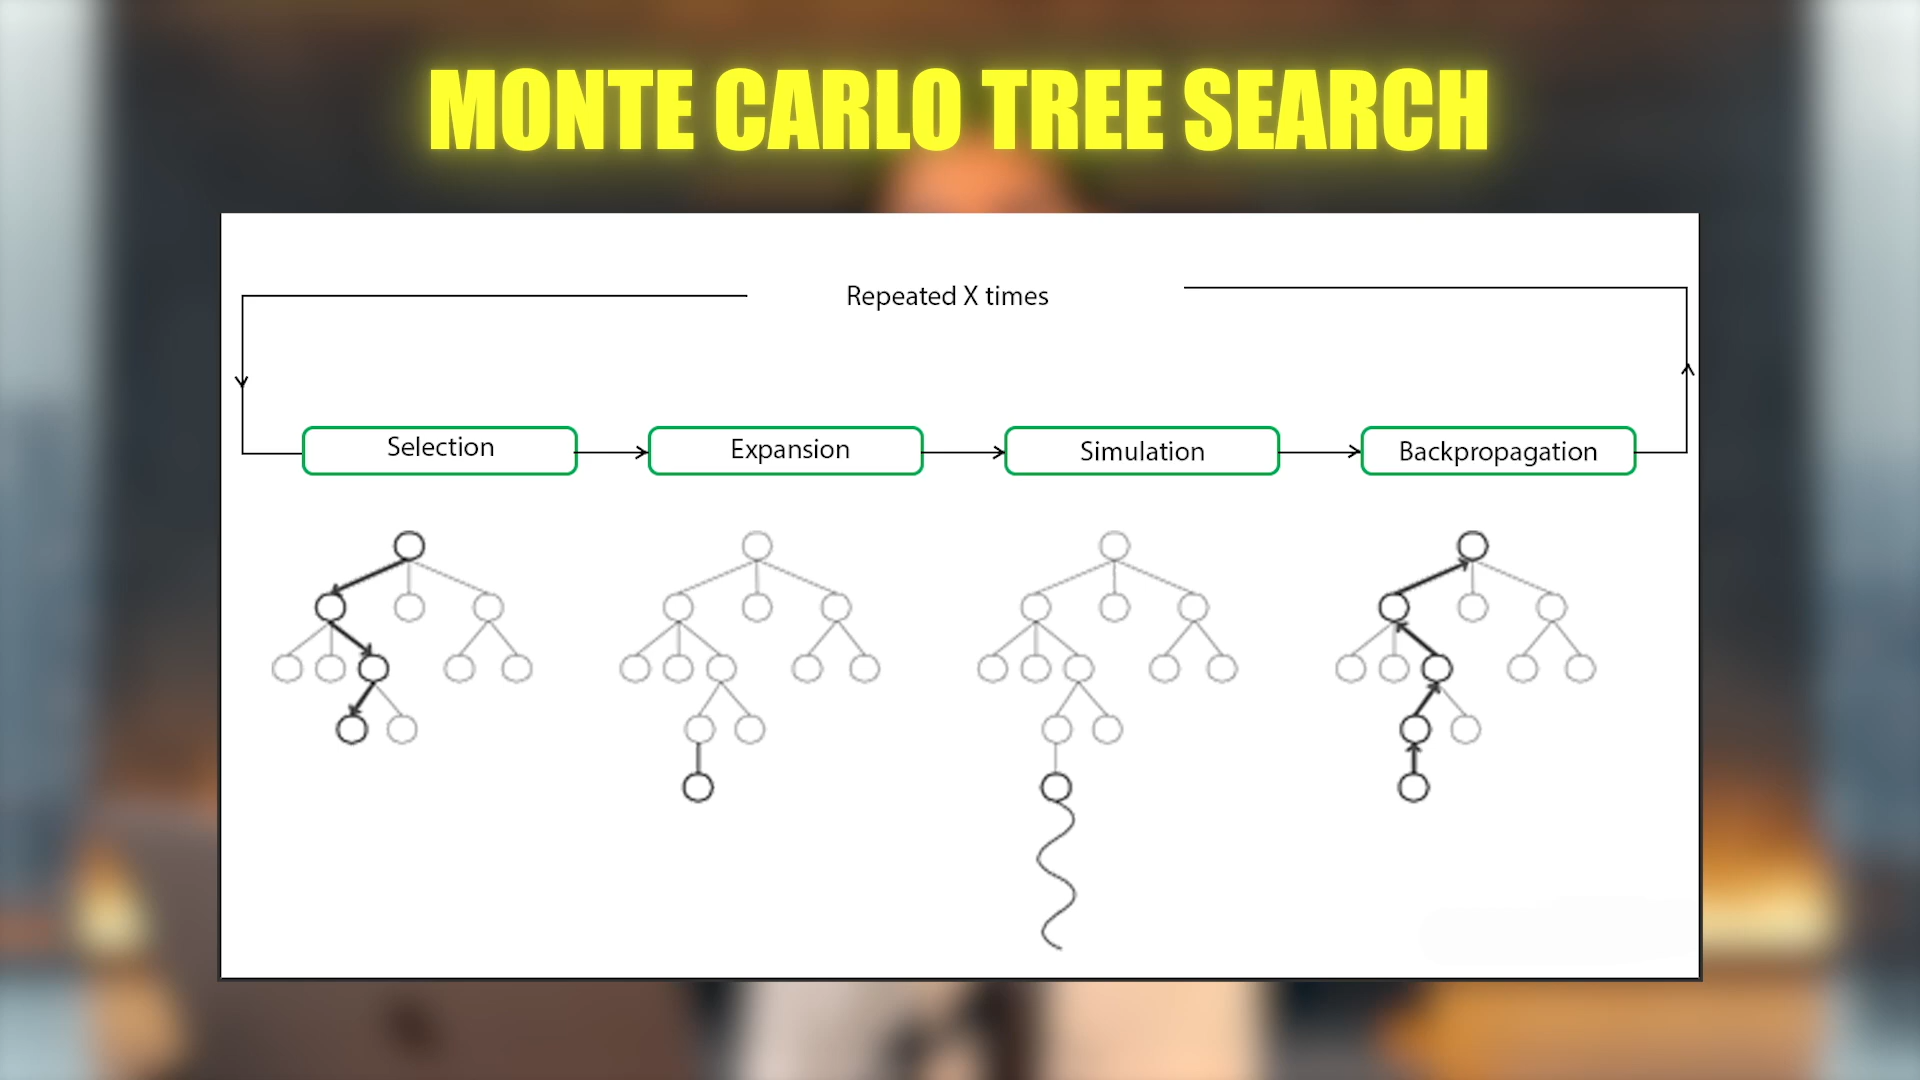 MONTE CARLO TREE SEARCH
Repeated X times
Selection
Expansion
Simulation
Backpropagation